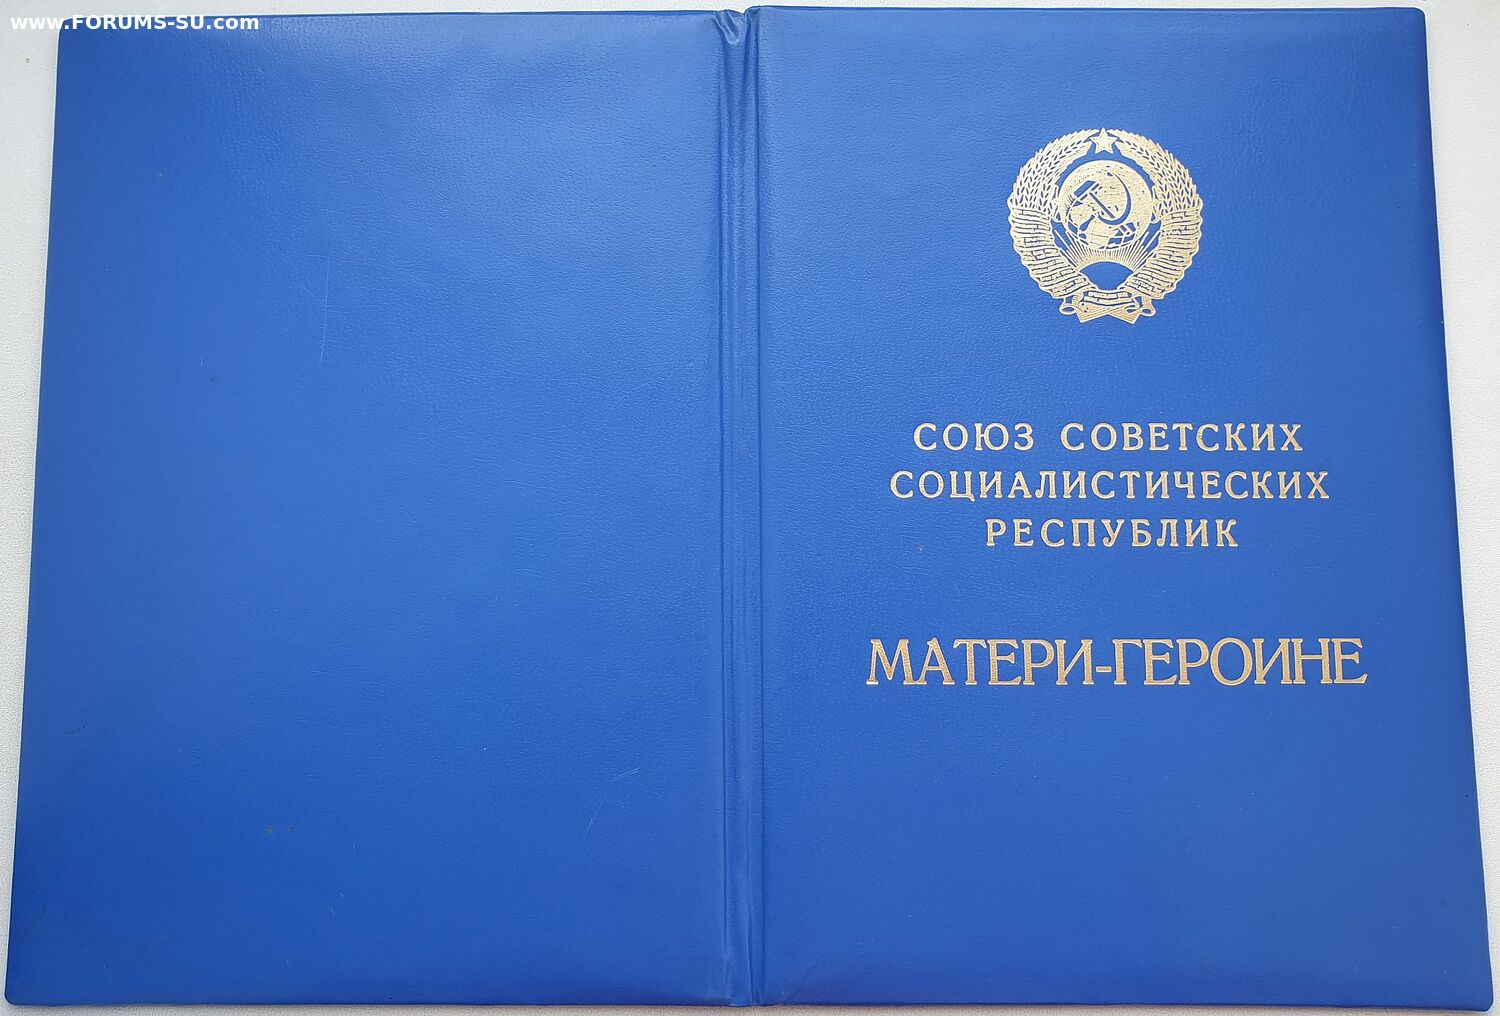 www.FORUMS-SU.com
СОЮЗ СОВЕТСКИХ
СОЦИАЛИСТИЧЕСКИХ
РЕСПУБЛИК
МАТЕРИ-ГЕРОИНЕ